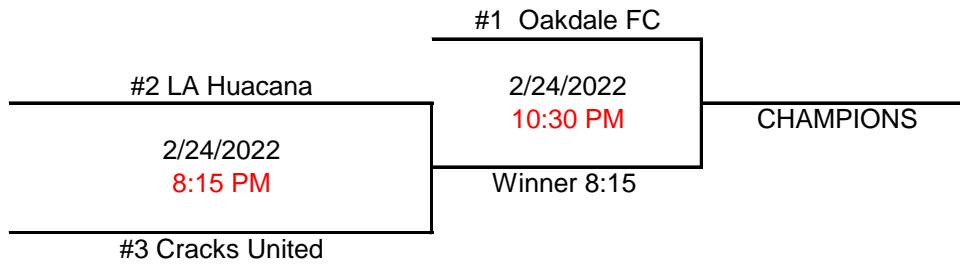 #1  Oakdale FC
#2 LA Huacana
2/24/2022
10:30 PM
CHAMPIONS
2/24/2022
8:15 PM
Winner 8:15
#3 Cracks United